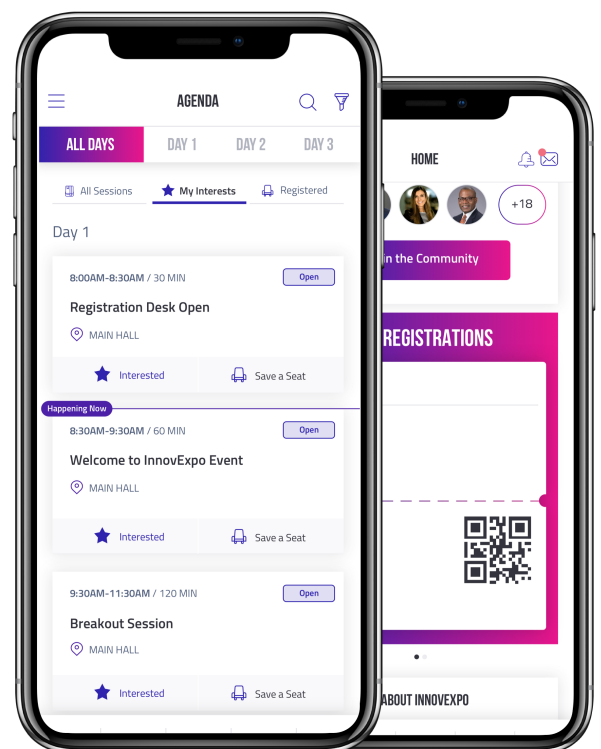 AGENDA
ALL DAYS DAY 1 DAY 2 DAY 3
All Sessions My Interests Registered
Day 1
8:00AM-8:30AM / 30 MIN Open
Registration Desk Open
MAIN HALL
Interested Save a Seat
Happening Now
8:30AM-9:30AM / 60 MIN Open
Welcome to InnovExpo Event
MAIN HALL
Interested Save a Seat
9:30AM-11:30AM / 120 MIN Open
Breakout Session
MAIN HALL
Interested Save a Seat
HOME
+18
in the Community
REGISTRATIONS
ABOUT INNOVEXPO